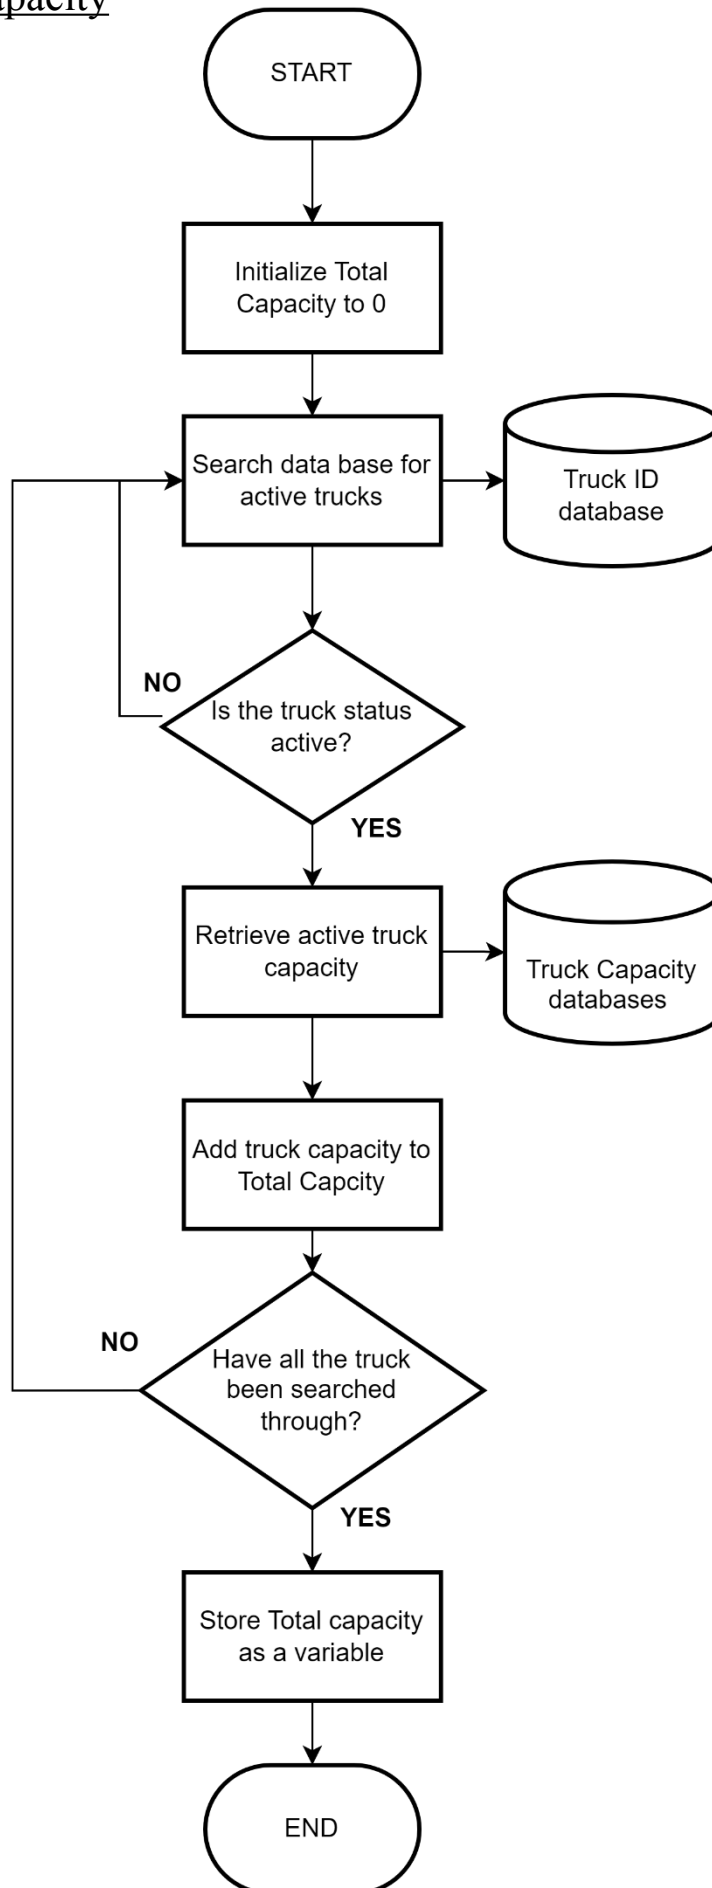 START
Initialize Total
Capacity to 0
Search data base for
active trucks
Truck ID
database
NO
Is the truck status
active?
YES
Retrieve active truck
capacity
Truck Capacity
databases
Add truck capacity to
Total Capcity
NO
Have all the truck
been searched
through?
YES
Store Total capacity
as a variable
END